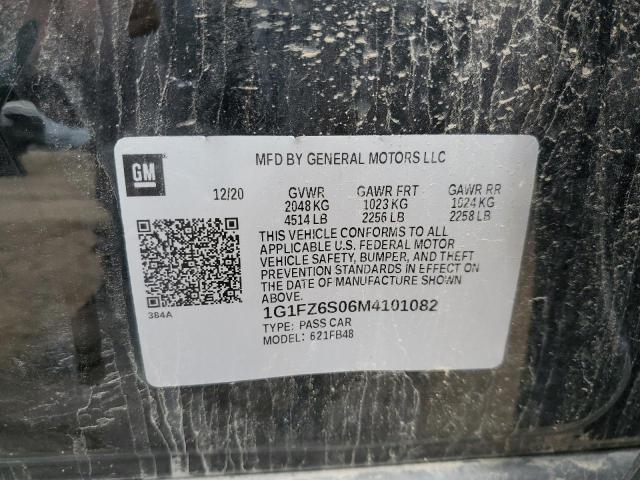 GM
MFD BY GENERAL MOTORS LLC
12/20 GVWR GAWR FRT GAWR RR
2048 KG 1023 KG 1024 KG
4514 LB 2256 LB 2258 LB
THIS VEHICLE CONFORMS TO ALL
APPLICABLE U.S. FEDERAL MOTOR
VEHICLE SAFETY, BUMPER, AND THEFT
PREVENTION STANDARDS IN EFFECT ON
THE DATE OF MANUFACTURE SHOWN
ABOVE.
384A
1G1FZ6S06M4101082
TYPE: PASS CAR
MODEL: 621FB48